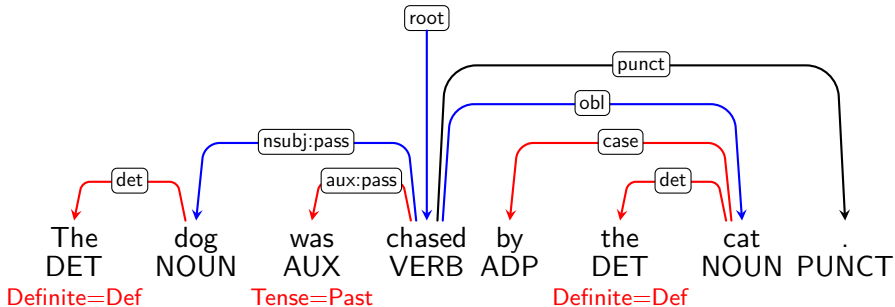 root
punct
obl
nsubj:pass case
det aux:pass det
The dog was chased by the cat .
DET NOUN AUX VERB ADP DET NOUN PUNCT
Definite=Def Tense=Past Definite=Def